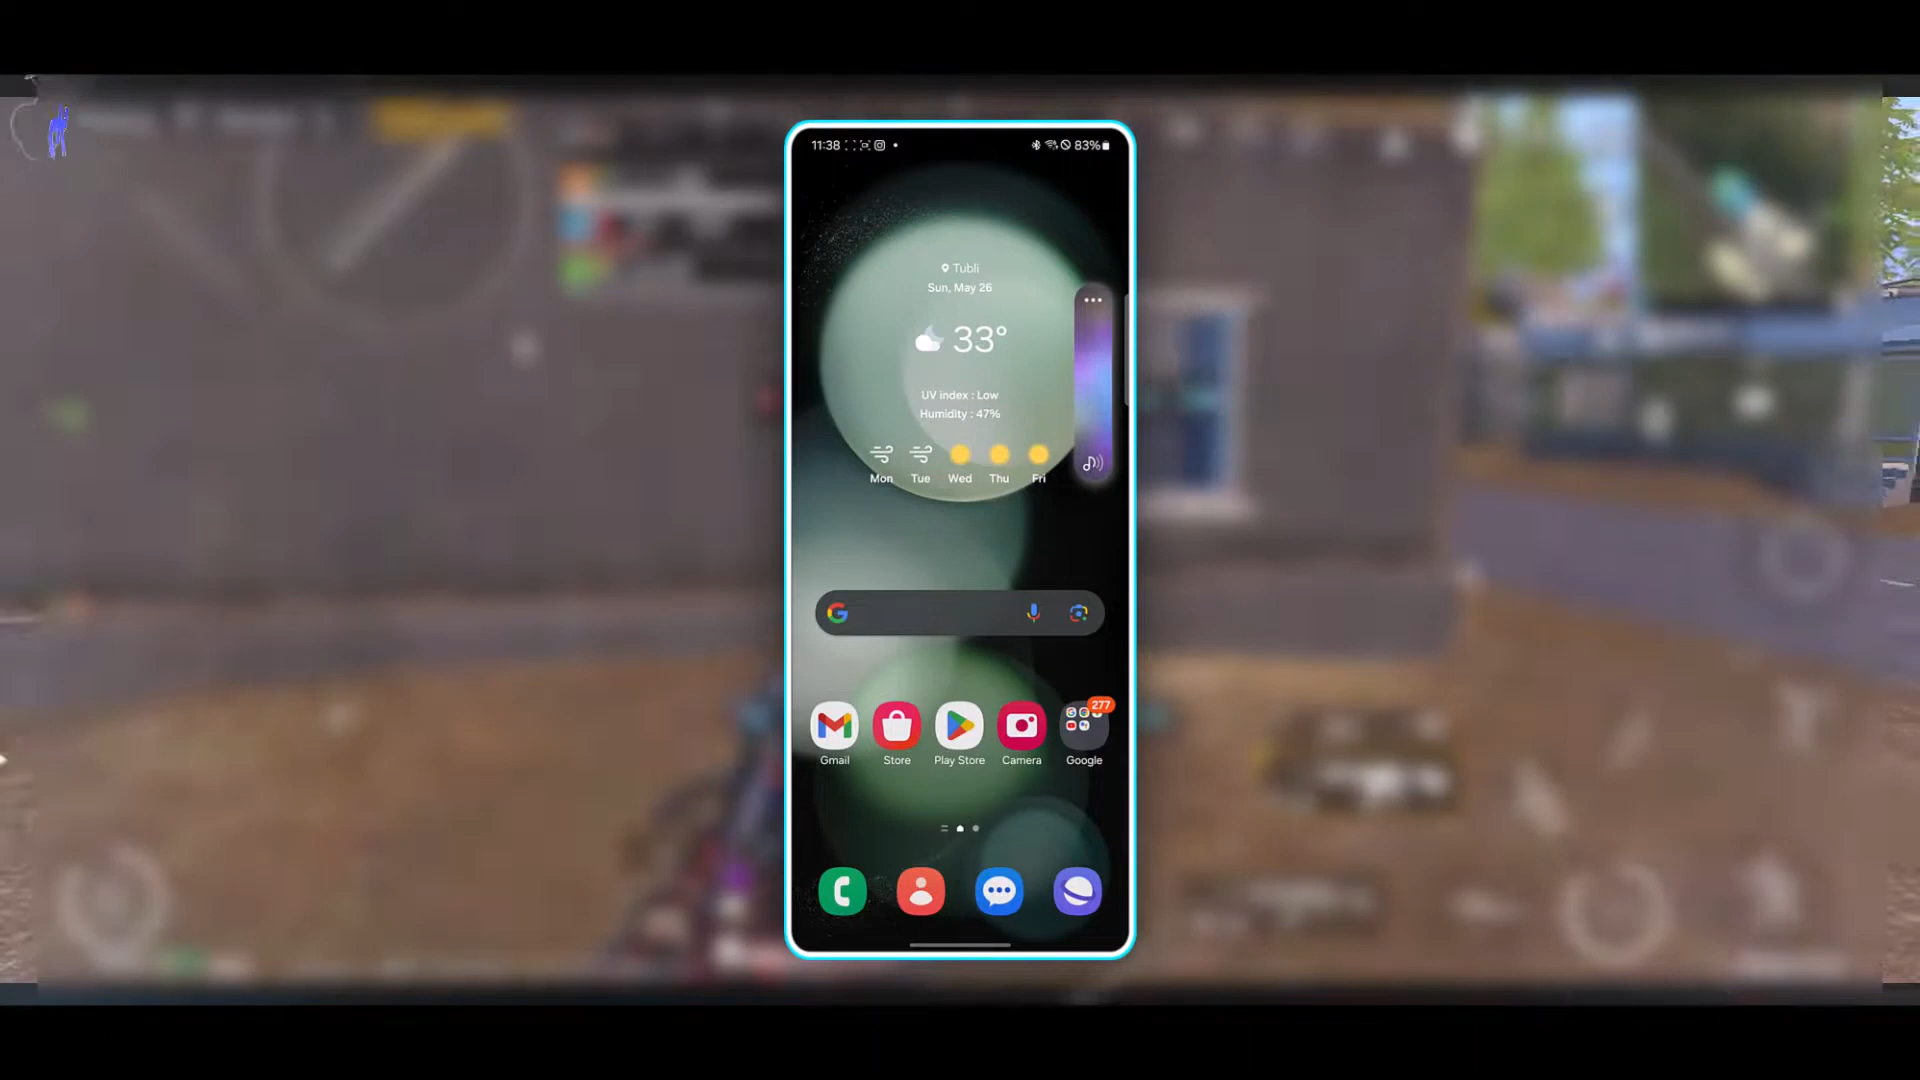 11:38
83%
Tubli
Sun, May 26
33°
UV index : Low
Humidity : 47%
Mon Tue Wed Thu Fri
277
Gmail Store Play Store Camera Google